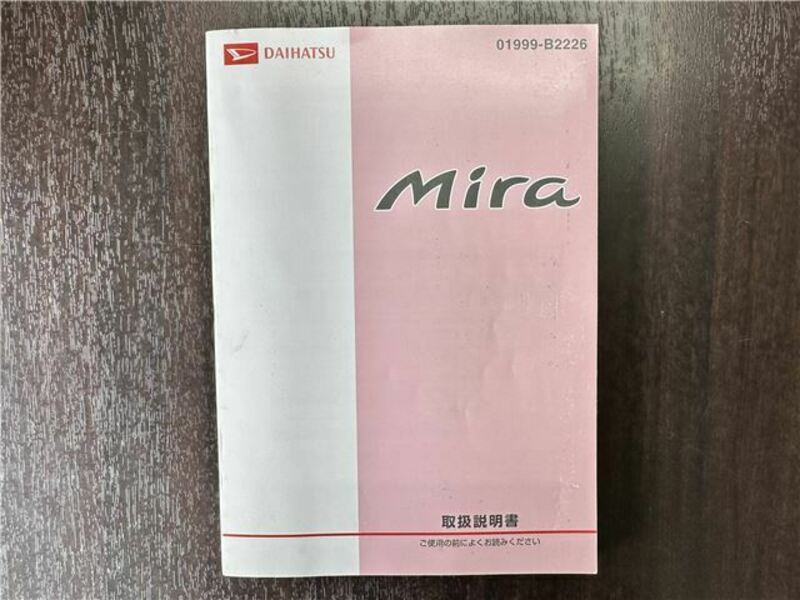 DAIHATSU
01999-B2226
Mira
取扱説明書
ご使用の前によくお読みください